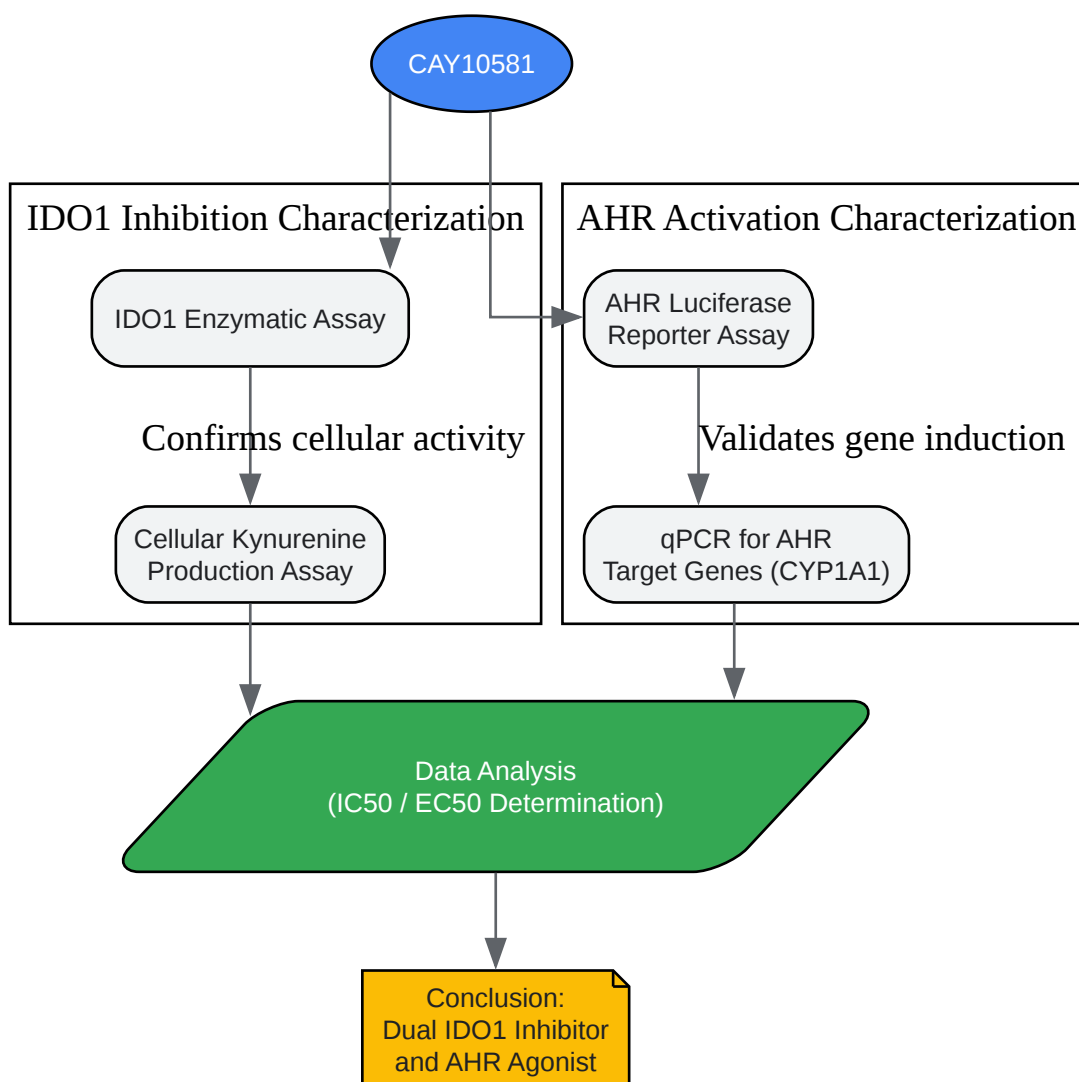 CAY10581
IDO1 Inhibition Characterization
AHR Activation Characterization
IDO1 Enzymatic Assay
AHR Luciferase
Reporter Assay
Confirms cellular activity
Validates gene induction
Cellular Kynurenine
Production Assay
qPCR for AHR
Target Genes (CYP1A1)
Data Analysis
(IC50 / EC50 Determination)
Conclusion:
Dual IDO1 Inhibitor
and AHR Agonist